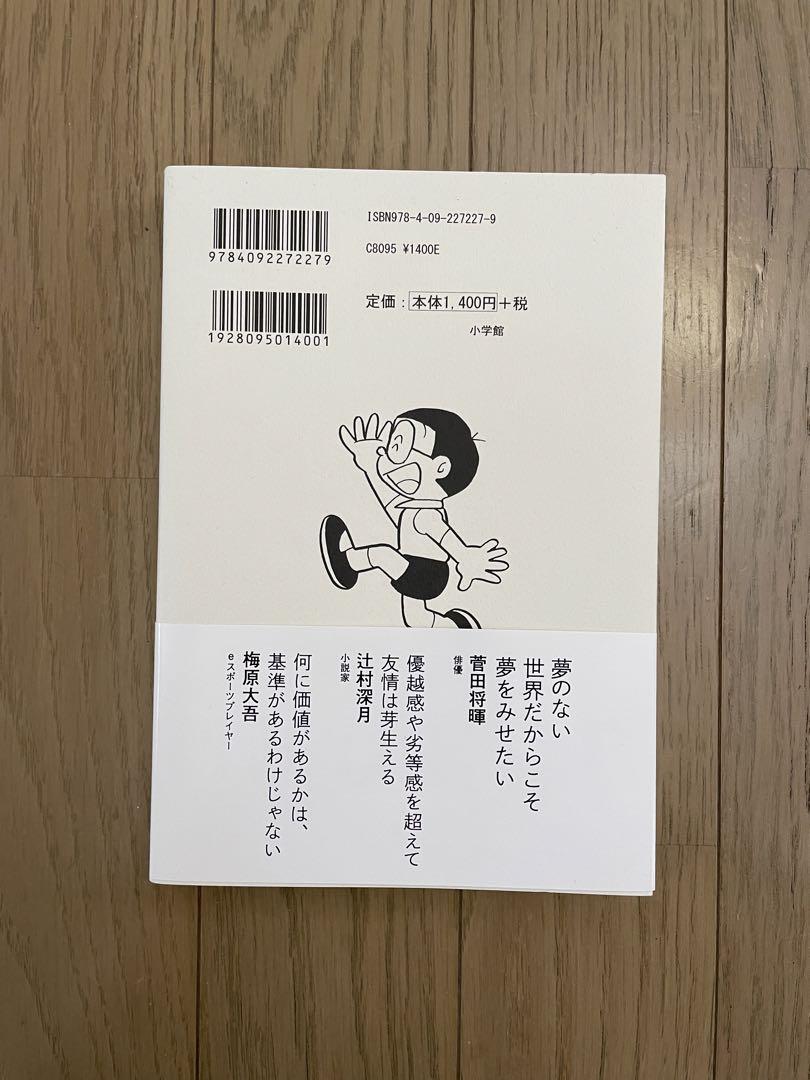 ISBN978-4-09-227227-9
9784092272279
C8095 ¥1400E
定価：本体1,400円＋税
1928095014001
小学館
夢のない
世界だからこそ
夢をみせたい
菅田将暉
俳優
優越感や劣等感を超えて
友情は芽生える
辻村深月
小説家
何に価値があるかは、
基準があるわけじゃない
梅原大吾
eスポーツプレイヤー